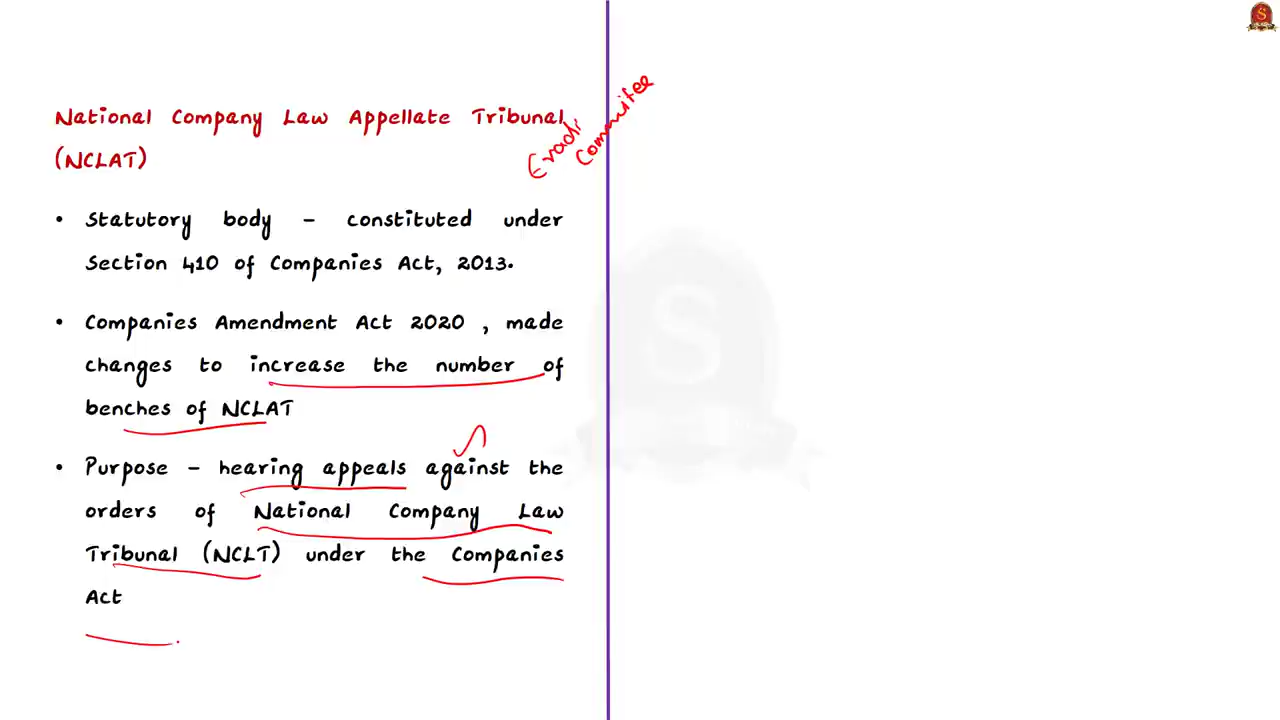 National Company Law Appellate Tribunal
(NCLAT)
Eradi
Committee
• Statutory body – constituted under
Section 410 of Companies Act, 2013.
• Companies Amendment Act 2020 , made
changes to increase the number of
benches of NCLAT
• Purpose – hearing appeals against the
orders of National Company Law
Tribunal (NCLT) under the Companies
Act
S